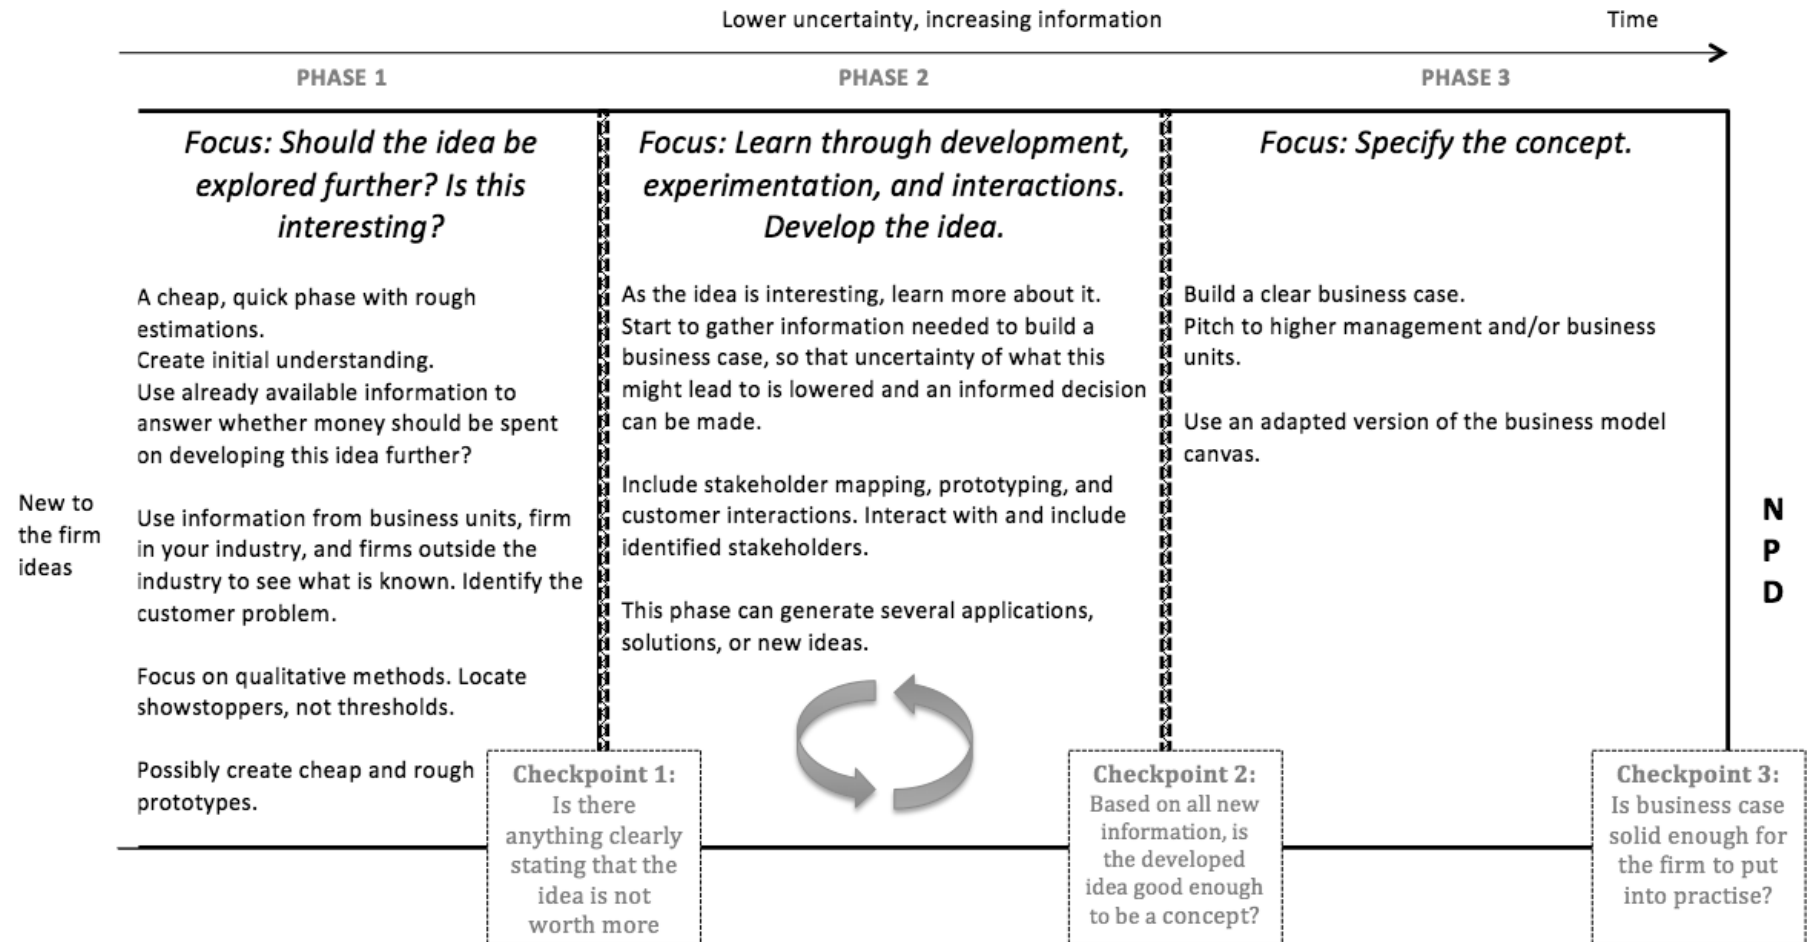 Lower uncertainty, increasing information
Time
PHASE 1
PHASE 2
PHASE 3
Focus: Should the idea be
explored further? Is this
interesting?
A cheap, quick phase with rough
estimations.
Create initial understanding.
Use already available information to
answer whether money should be spent
on developing this idea further?
Use information from business units, firm
in your industry, and firms outside the
industry to see what is known. Identify the
customer problem.
Focus on qualitative methods. Locate
showstoppers, not thresholds.
Possibly create cheap and rough
prototypes.
Focus: Learn through development,
experimentation, and interactions.
Develop the idea.
As the idea is interesting, learn more about it.
Start to gather information needed to build a
business case, so that uncertainty of what this
might lead to is lowered and an informed decision
can be made.
Include stakeholder mapping, prototyping, and
customer interactions. Interact with and include
identified stakeholders.
This phase can generate several applications,
solutions, or new ideas.
Focus: Specify the concept.
Build a clear business case.
Pitch to higher management and/or business
units.
Use an adapted version of the business model
canvas.
New to
the firm
ideas
N
P
D
Checkpoint 1:
Is there
anything clearly
stating that the
idea is not
worth more
Checkpoint 2:
Based on all new
information, is
the developed
idea good enough
to be a concept?
Checkpoint 3:
Is business case
solid enough for
the firm to put
into practise?